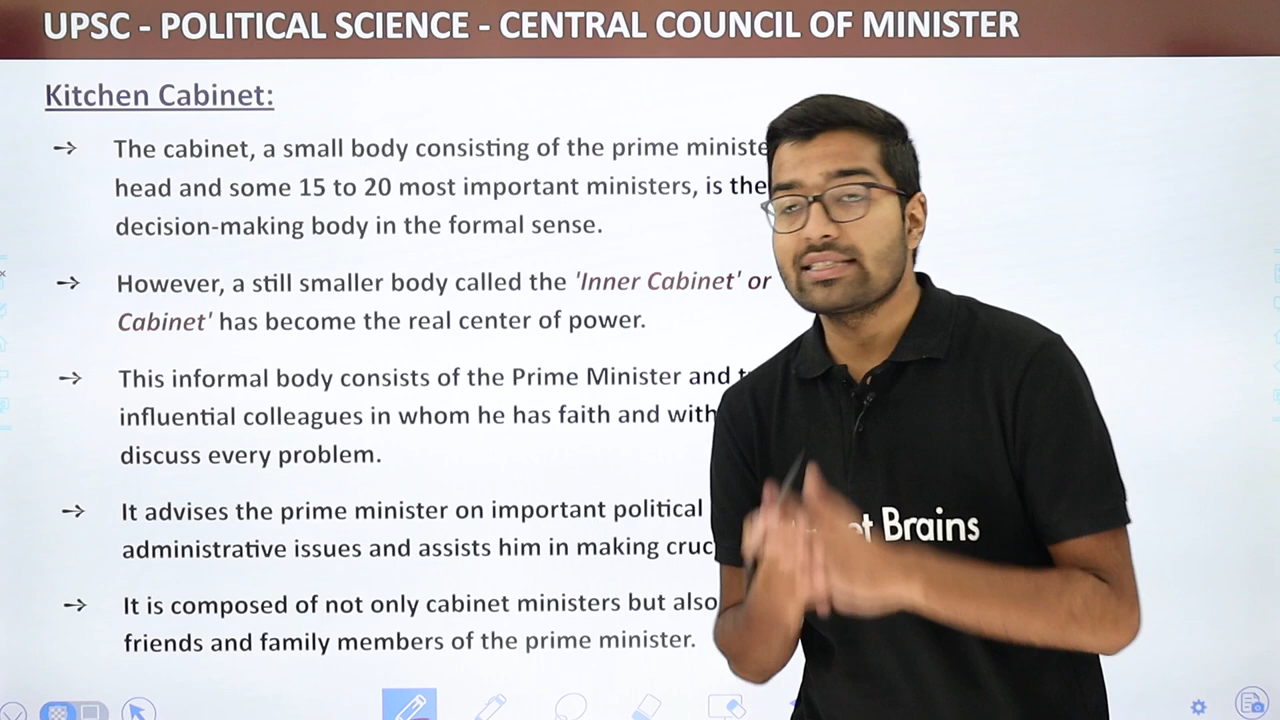 UPSC - POLITICAL SCIENCE - CENTRAL COUNCIL OF MINISTER
Kitchen Cabinet:
→ The cabinet, a small body consisting of the prime
head and some 15 to 20 most important ministers, is the
decision-making body in the formal sense.
→ However, a still smaller body called the 'Inner Cabinet' or
Cabinet' has become the real center of power.
→ This informal body consists of the Prime Minister and
influential colleagues in whom he has faith and with
discuss every problem.
→ It advises the prime minister on important political
administrative issues and assists him in making
→ It is composed of not only cabinet ministers but also
friends and family members of the prime minister.
Brains